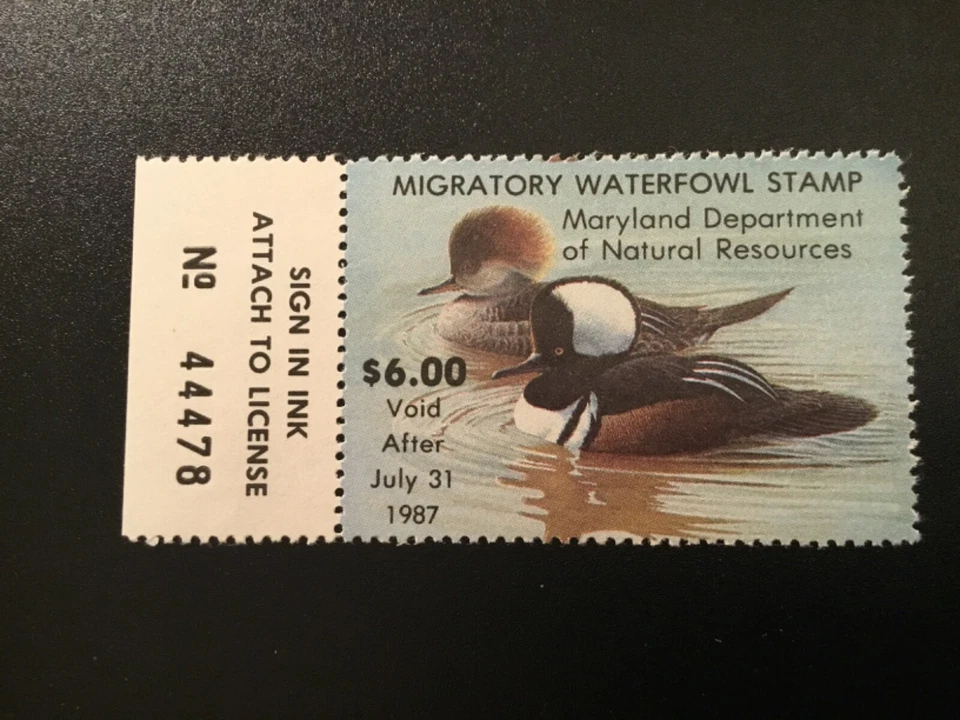 SIGN IN INK
ATTACH TO LICENSE
No 44478
MIGRATORY WATERFOWL STAMP
Maryland Department
of Natural Resources
$6.00
Void
After
July 31
1987